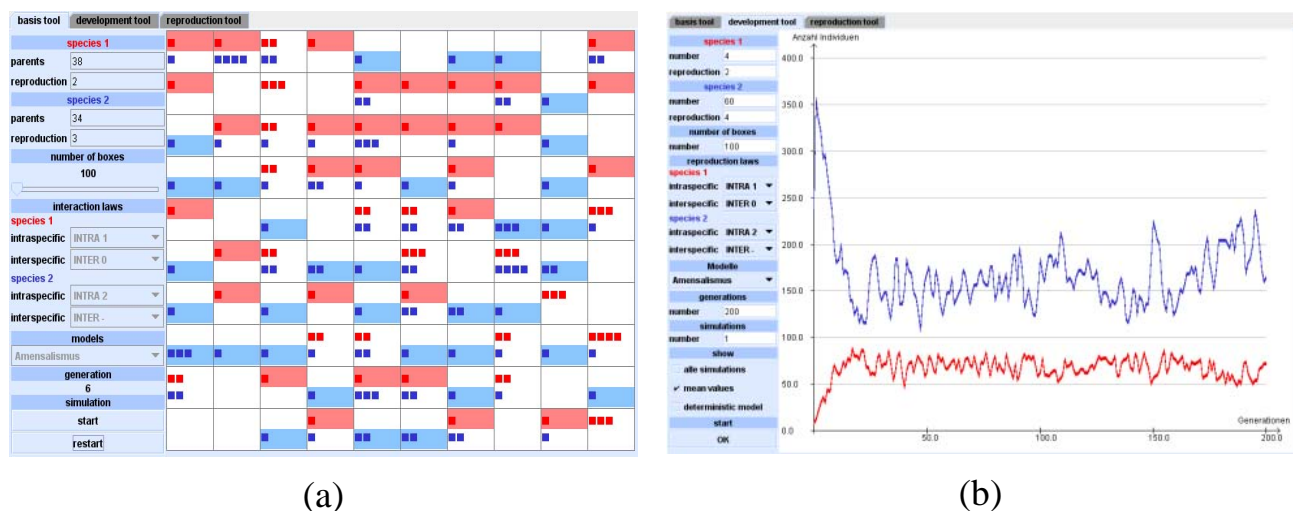 basis tool development tool reproduction tool
species 1
parents 38
reproduction 2
species 2
parents 34
reproduction 3
number of boxes
100
interaction laws
species 1
intraspecific INTRA 1
interspecific INTER 0
species 2
intraspecific INTRA 2
interspecific INTER -
models
Amensalismus
generation
6
simulation
start
restart
(a)
basis tool development tool reproduction tool
species 1
number 4
reproduction 2
species 2
number 60
reproduction 4
number of boxes
number 100
reproduction laws
species 1
intraspecific INTRA 1
interspecific INTER 0
species 2
intraspecific INTRA 2
interspecific INTER -
Modelle
Amensalismus
generations
number 200
simulations
number 1
show
alle simulations
mean values
deterministic model
start
OK
Anzahl Individuen
400.0
350.0
300.0
250.0
200.0
150.0
100.0
50.0
0.0
Generationen
50.0 100.0 150.0 200.0
(b)